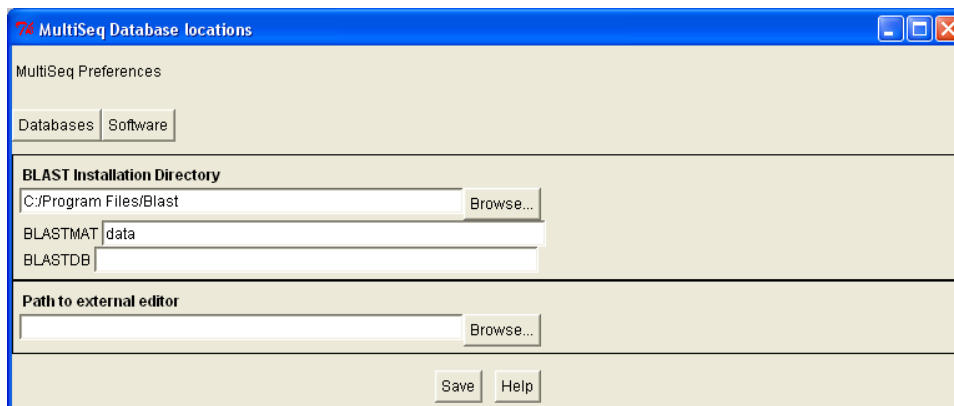 MultiSeq Database locations
MultiSeq Preferences
Databases Software
BLAST Installation Directory
C:/Program Files/Blast Browse...
BLASTMAT data
BLASTDB
Path to external editor
Browse...
Save Help